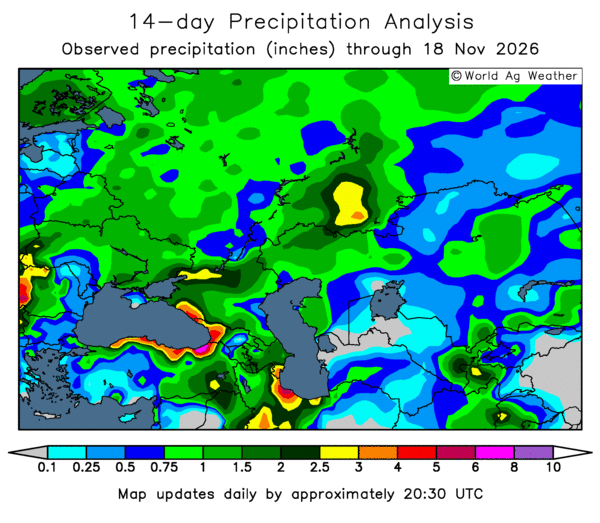 14-day Precipitation Analysis
Observed precipitation (inches) through 18 Nov 2026
© World Ag Weather
0.1 0.25 0.5 0.75 1 1.5 2 2.5 3 4 5 6 8 10
Map updates daily by approximately 20:30 UTC